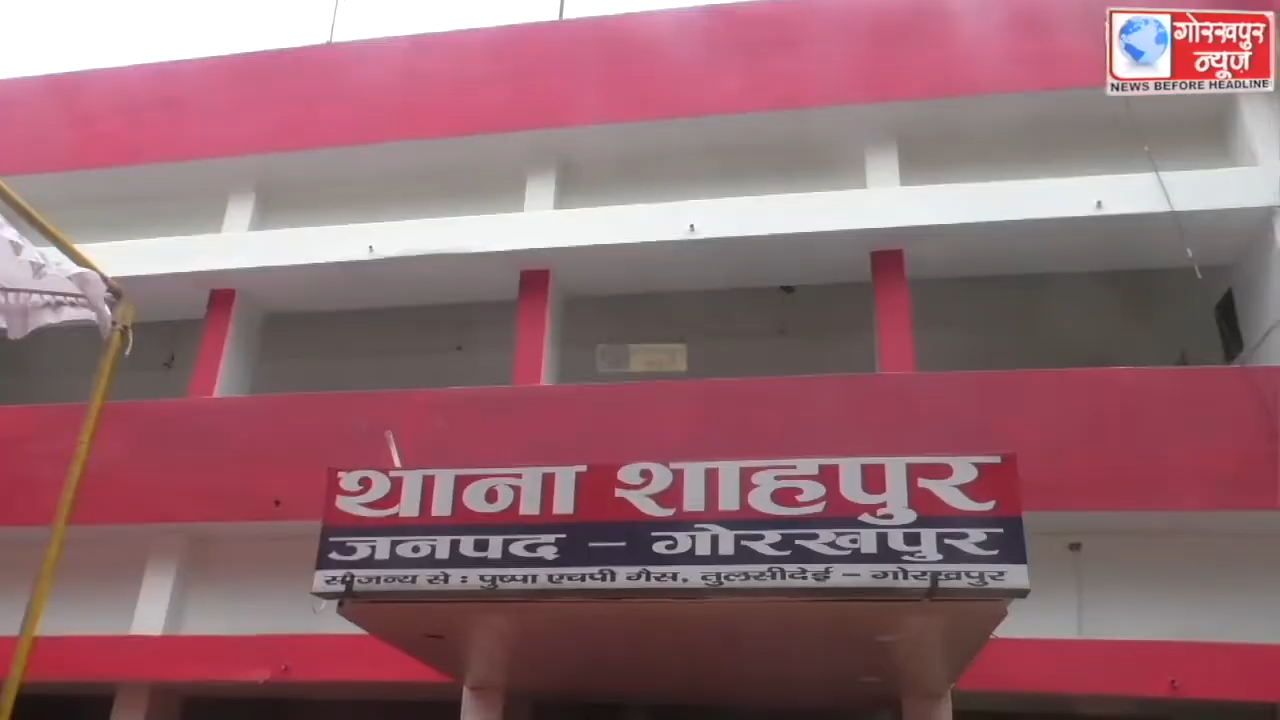 गोरखपुर
न्यूज़
NEWS BEFORE HEADLINE
थाना शाहपुर
जनपद - गोरखपुर
सौजन्य से : पुष्पा एचपी गैस, तुलसीदेई - गोरखपुर